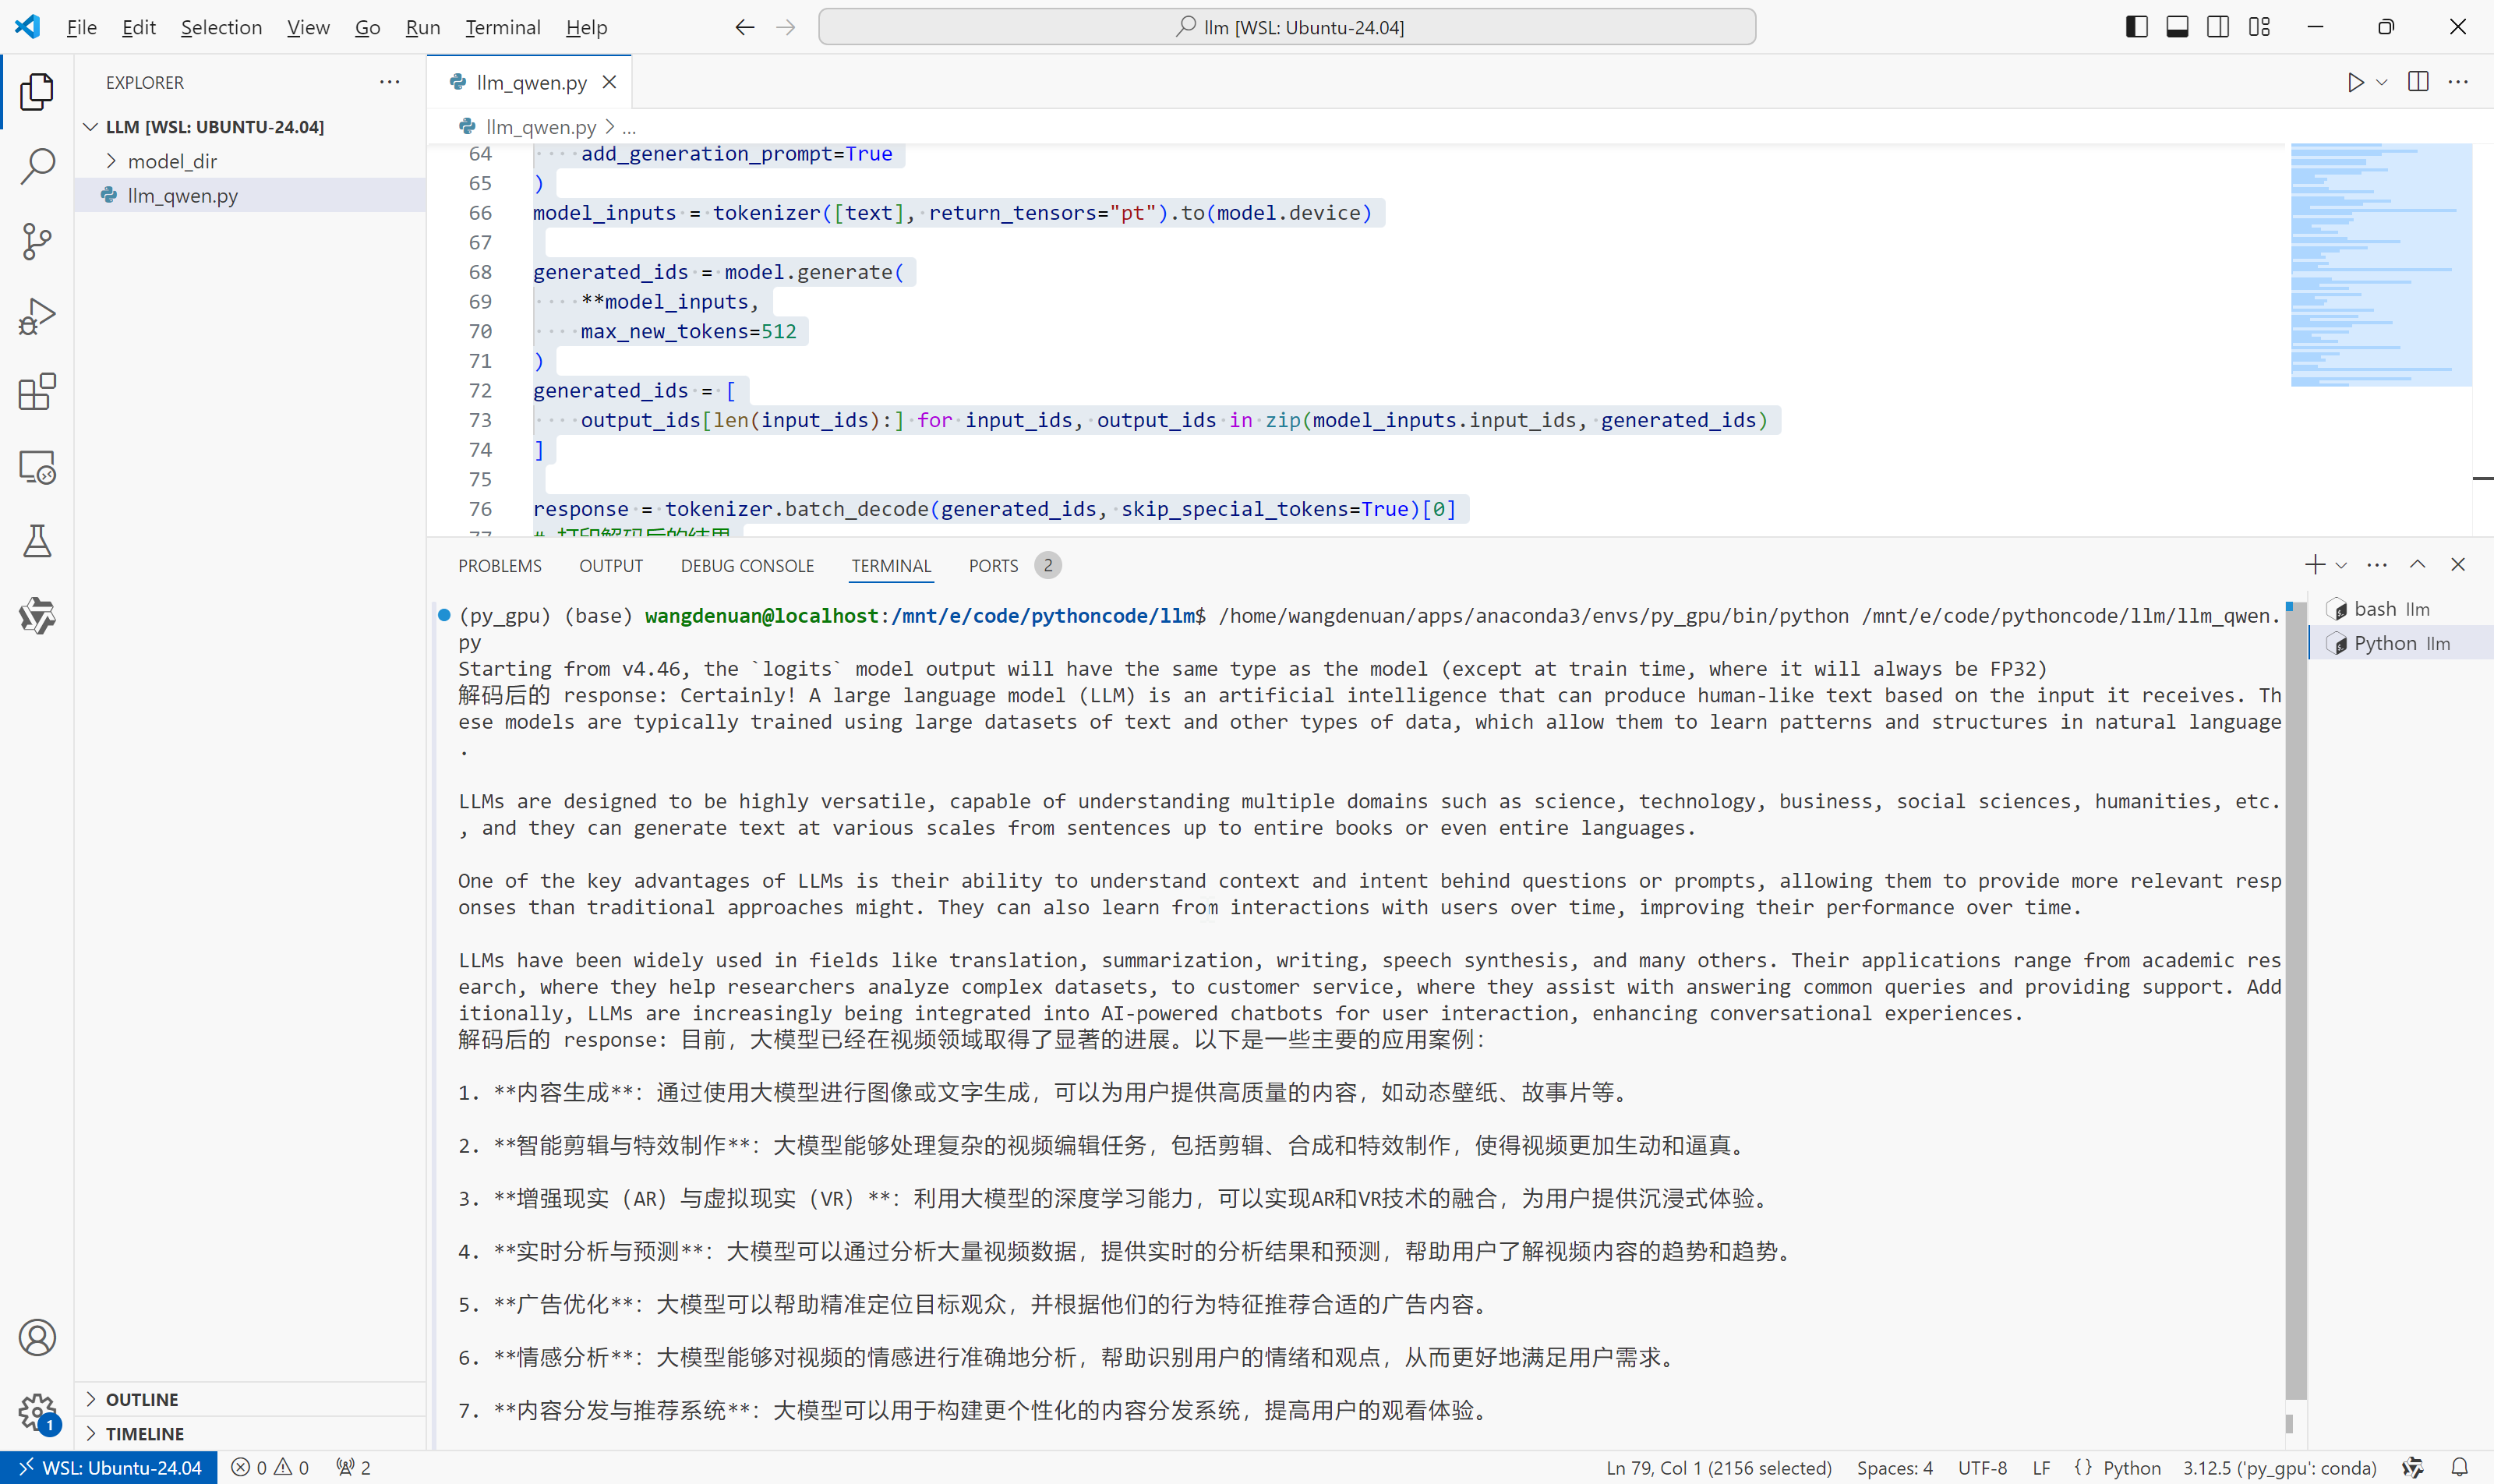 File Edit Selection View Go Run Terminal Help
llm [WSL: Ubuntu-24.04]
EXPLORER
LLM [WSL: UBUNTU-24.04]
model_dir
llm_qwen.py
OUTLINE
TIMELINE
llm_qwen.py
llm_qwen.py > ...
64 add_generation_prompt=True
65 )
66 model_inputs = tokenizer([text], return_tensors="pt").to(model.device)
67
68 generated_ids = model.generate(
69 **model_inputs,
70 max_new_tokens=512
71 )
72 generated_ids = [
73 output_ids[len(input_ids):] for input_ids, output_ids in zip(model_inputs.input_ids, generated_ids)
74 ]
75
76 response = tokenizer.batch_decode(generated_ids, skip_special_tokens=True)[0]
77 # 打印解码后的结果
PROBLEMS OUTPUT DEBUG CONSOLE TERMINAL PORTS 2
(py_gpu) (base) wangdenuan@localhost:/mnt/e/code/pythoncode/llm$ /home/wangdenuan/apps/anaconda3/envs/py_gpu/bin/python /mnt/e/code/pythoncode/llm/llm_qwen.
py
Starting from v4.46, the `logits` model output will have the same type as the model (except at train time, where it will always be FP32)
解码后的 response: Certainly! A large language model (LLM) is an artificial intelligence that can produce human-like text based on the input it receives. Th
ese models are typically trained using large datasets of text and other types of data, which allow them to learn patterns and structures in natural language
.
LLMs are designed to be highly versatile, capable of understanding multiple domains such as science, technology, business, social sciences, humanities, etc.
, and they can generate text at various scales from sentences up to entire books or even entire languages.
One of the key advantages of LLMs is their ability to understand context and intent behind questions or prompts, allowing them to provide more relevant resp
onses than traditional approaches might. They can also learn from interactions with users over time, improving their performance over time.
LLMs have been widely used in fields like translation, summarization, writing, speech synthesis, and many others. Their applications range from academic res
earch, where they help researchers analyze complex datasets, to customer service, where they assist with answering common queries and providing support. Add
itionally, LLMs are increasingly being integrated into AI-powered chatbots for user interaction, enhancing conversational experiences.
解码后的 response: 目前，大模型已经在视频领域取得了显著的进展。以下是一些主要的应用案例：
1. **内容生成**：通过使用大模型进行图像或文字生成，可以为用户提供高质量的内容，如动态壁纸、故事片等。
2. **智能剪辑与特效制作**：大模型能够处理复杂的视频编辑任务，包括剪辑、合成和特效制作，使得视频更加生动和逼真。
3. **增强现实（AR）与虚拟现实（VR）**：利用大模型的深度学习能力，可以实现AR和VR技术的融合，为用户提供沉浸式体验。
4. **实时分析与预测**：大模型可以通过分析大量视频数据，提供实时的分析结果和预测，帮助用户了解视频内容的趋势和趋势。
5. **广告优化**：大模型可以帮助精准定位目标观众，并根据他们的行为特征推荐合适的广告内容。
6. **情感分析**：大模型能够对视频的情感进行准确地分析，帮助识别用户的情绪和观点，从而更好地满足用户需求。
7. **内容分发与推荐系统**：大模型可以用于构建更个性化的内容分发系统，提高用户的观看体验。
bash llm
Python llm
1
WSL: Ubuntu-24.04 0 0 2
Ln 79, Col 1 (2156 selected) Spaces: 4 UTF-8 LF {} Python 3.12.5 ('py_gpu': conda)